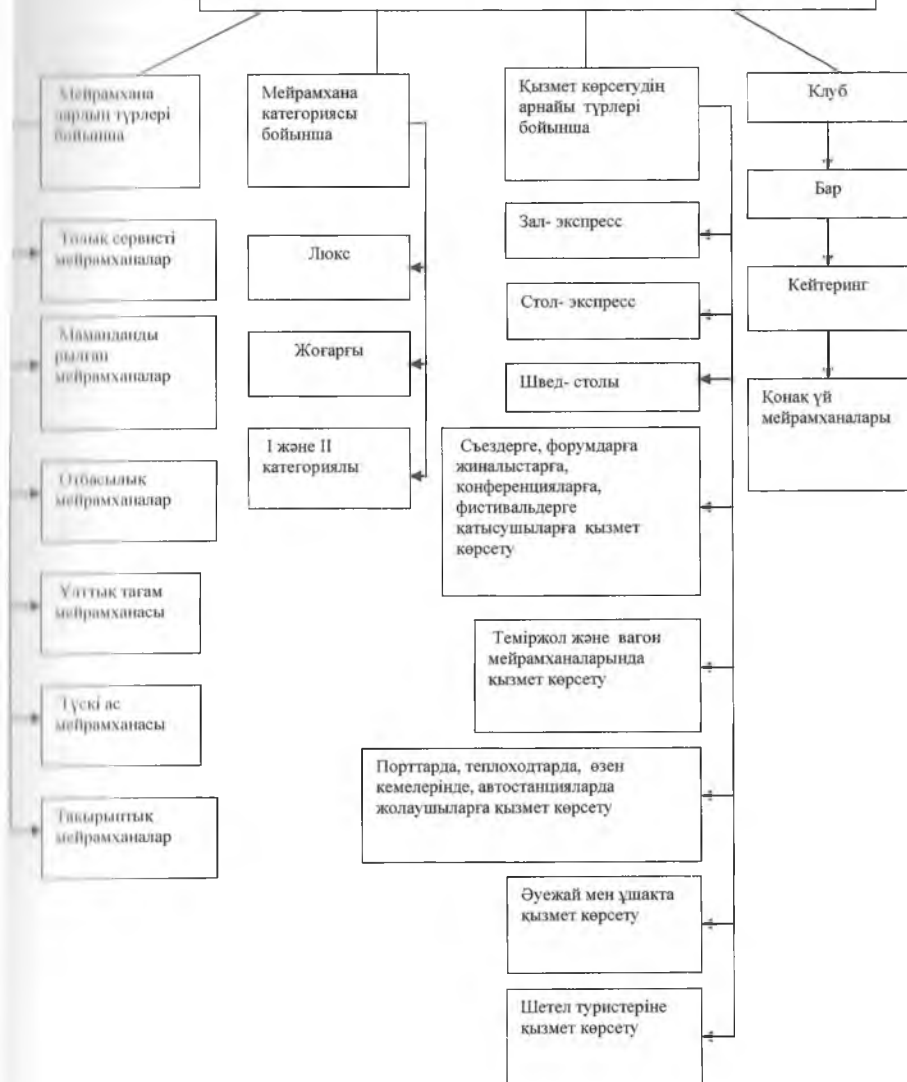 Мейрамхана
лардың түрлері
бойынша
Толық сервисті
мейрамханалар
Маманданды
рылған
мейрамханалар
Отбасылық
мейрамханалар
Ұлттық тағам
мейрамханасы
Түскі ас
мейрамханасы
Тақырыптық
мейрамханалар
Мейрамхана
категориясы
бойынша
Люкс
Жоғарғы
I және II
категориялы
Қызмет көрсетудің
арнайы түрлері
бойынша
Зал- экспресс
Стол- экспресс
Швед- столы
Съездерге, форумдарға
жиналыстарға,
конференцияларға,
фистивальдерге
қатысушыларға қызмет
көрсету
Теміржол және вагон
мейрамханаларында
қызмет көрсету
Порттарда, теплоходтарда, өзен
кемелерінде, автостанцияларда
жолаушыларға қызмет көрсету
Әуежай мен ұшақта
қызмет көрсету
Шетел туристеріне
қызмет көрсету
Клуб
Бар
Кейтеринг
Қонақ үй
мейрамханалары